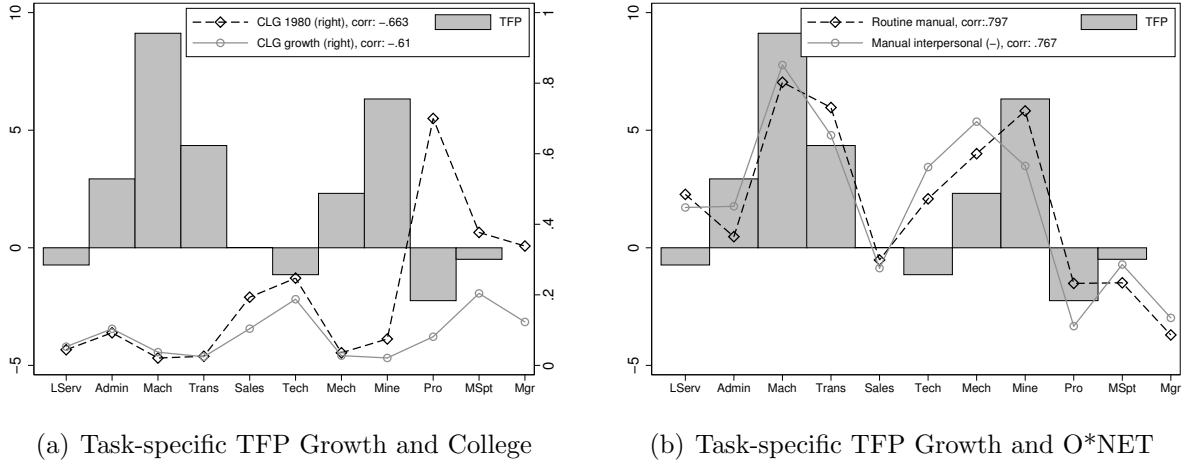 CLG 1980 (right), corr: −.663
CLG growth (right), corr: −.61
TFP
10
5
0
−5
1
.8
.6
.4
.2
0
LServ Admin Mach Trans Sales Tech Mech Mine Pro MSpt Mgr
(a) Task-specific TFP Growth and College
Routine manual, corr:.797
Manual interpersonal (−), corr: .767
TFP
10
5
0
−5
LServ Admin Mach Trans Sales Tech Mech Mine Pro MSpt Mgr
(b) Task-specific TFP Growth and O*NET